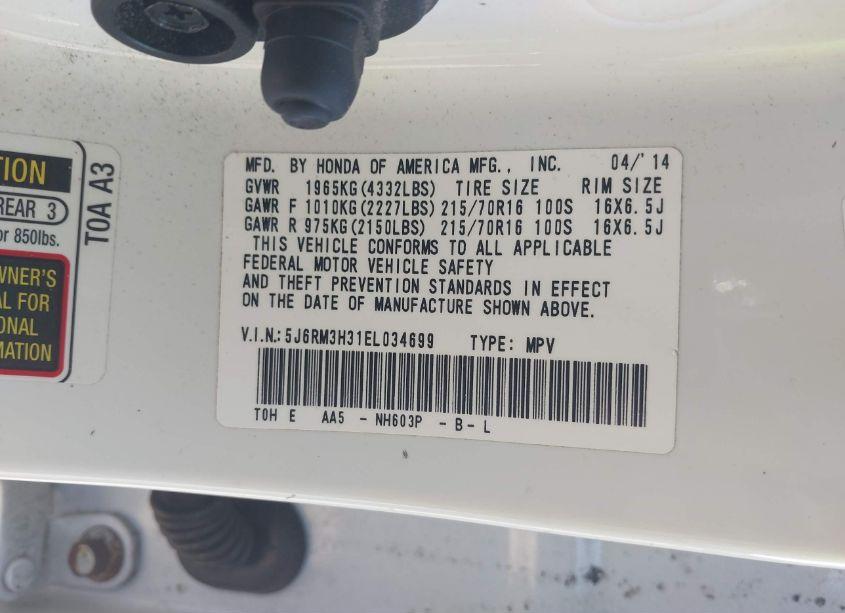 TION
REAR 3
or 850lbs.
WNER'S
AL FOR
ONAL
MATION
T0A A3
MFD. BY HONDA OF AMERICA MFG., INC. 04/'14
GVWR 1965KG(4332LBS) TIRE SIZE RIM SIZE
GAWR F 1010KG(2227LBS) 215/70R16 100S 16X6.5J
GAWR R 975KG(2150LBS) 215/70R16 100S 16X6.5J
THIS VEHICLE CONFORMS TO ALL APPLICABLE
FEDERAL MOTOR VEHICLE SAFETY
AND THEFT PREVENTION STANDARDS IN EFFECT
ON THE DATE OF MANUFACTURE SHOWN ABOVE.
V.I.N.:5J6RM3H31EL034699 TYPE: MPV
T0H E AA5 - NH603P - B - L